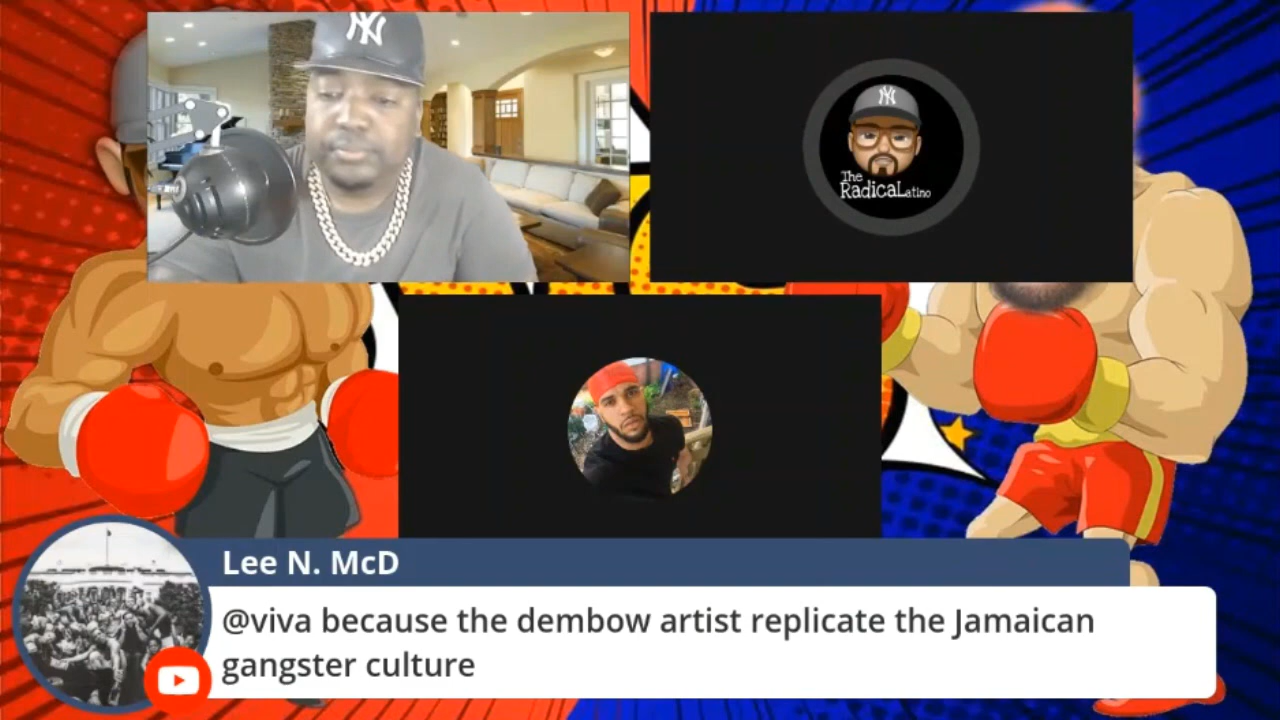 NY
NY
The
RadicaLatino
Lee N. McD
@viva because the dembow artist replicate the Jamaican
gangster culture